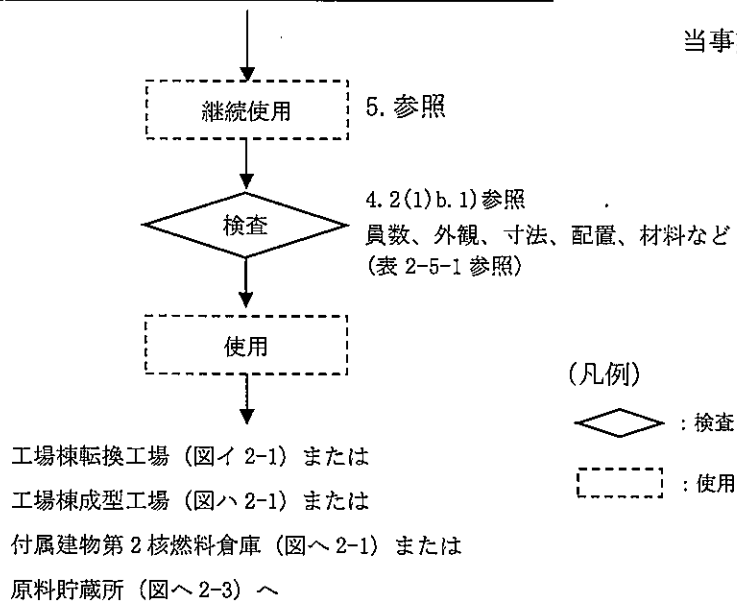 当事
継続使用
5. 参照
検査
4. 2(1)b. 1)参照
員数、外観、寸法、配置、材料など
(表 2-5-1 参照)
使用
(凡例)
: 検査
: 使用
工場棟転換工場（図イ 2-1）または
工場棟成型工場（図ハ 2-1）または
付属建物第 2 核燃料倉庫（図ヘ 2-1）または
原料貯蔵所（図ヘ 2-3）へ